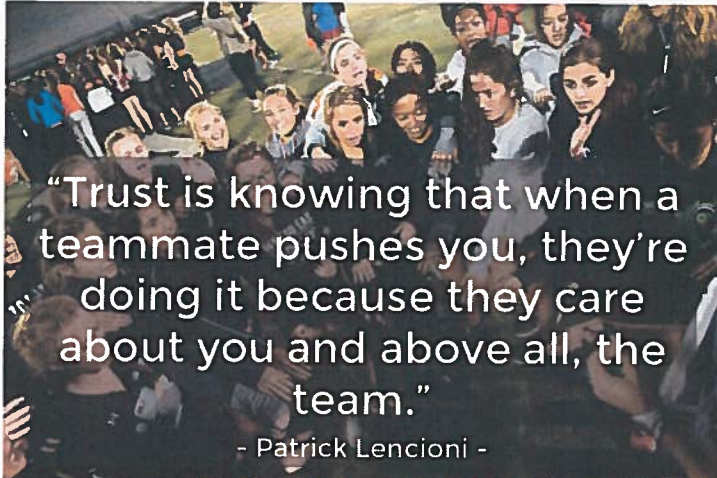 “Trust is knowing that when a
teammate pushes you, they’re
doing it because they care
about you and above all, the
team.”
- Patrick Lencioni -